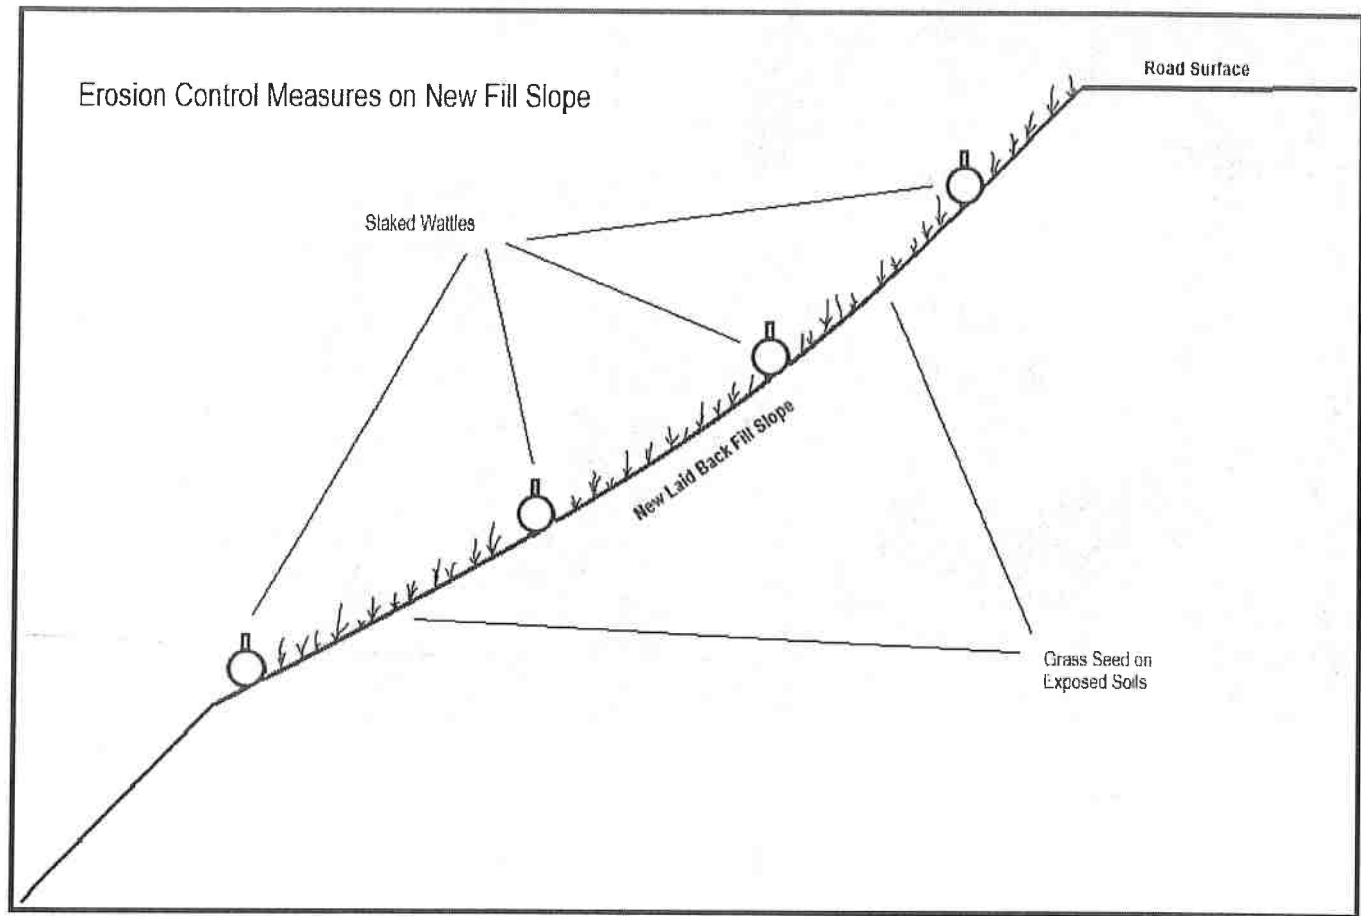 Erosion Control Measures on New Fill Slope
Road Surface
Staked Wattles
New Laid Back Fill Slope
Grass Seed on
Exposed Soils